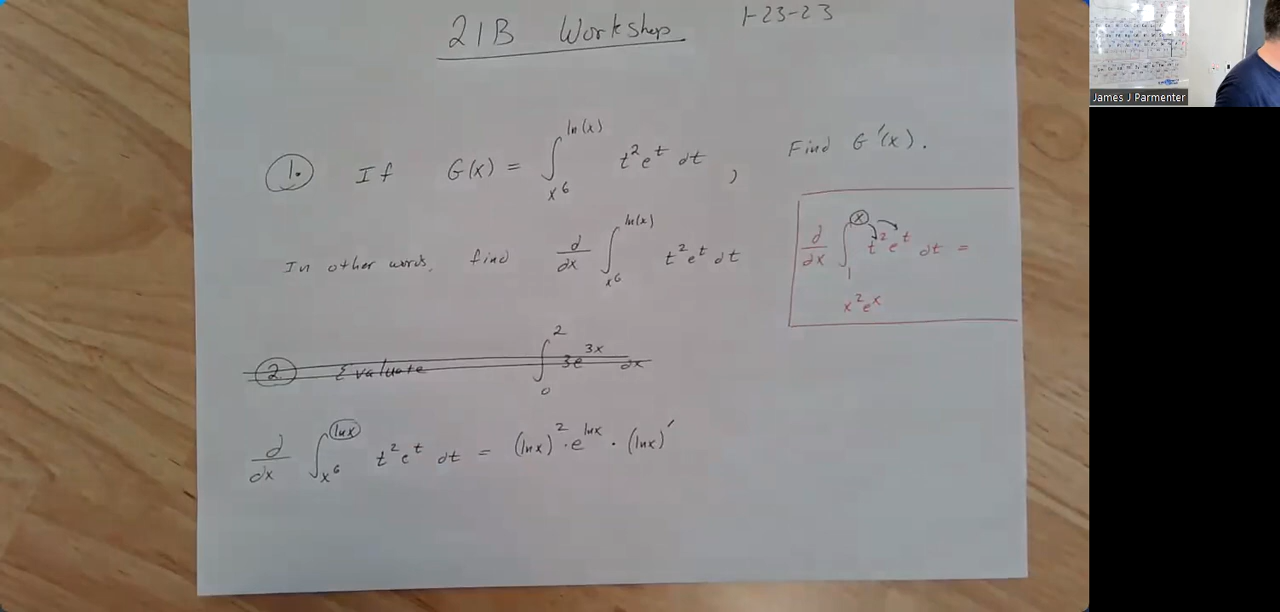 21B Workshop 1-23-23
1. If G(x) = ∫_{x^6}^{ln(x)} t^2 e^t dt, Find G'(x).
In other words, find d/dx ∫_{x^6}^{ln(x)} t^2 e^t dt
d/dx ∫_1^x t^2 e^t dt =
x^2 e^x
2. Evaluate ∫_0^2 3e^{3x} dx
d/dx ∫_{x^6}^{lnx} t^2 e^t dt = (lnx)^2 · e^{lnx} · (lnx)'
James J Parmenter